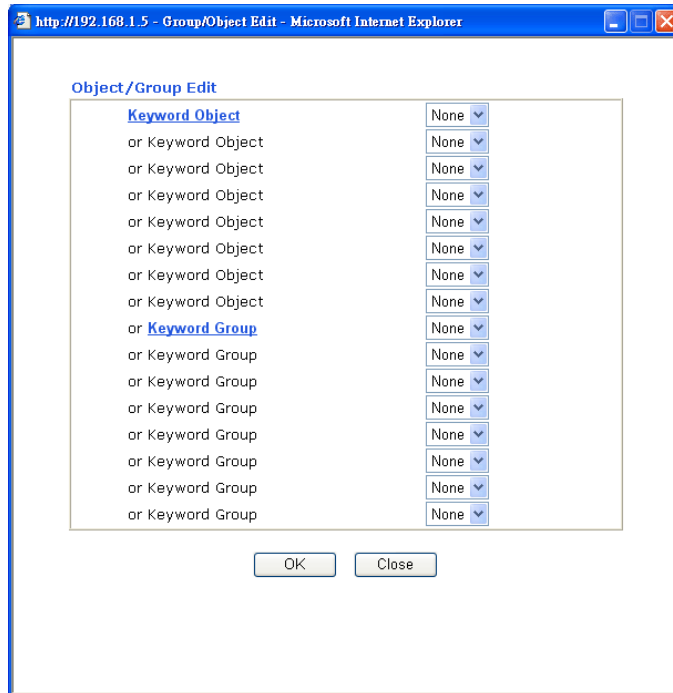 http://192.168.1.5 - Group/Object Edit - Microsoft Internet Explorer
Object/Group Edit
Keyword Object None
or Keyword Object None
or Keyword Object None
or Keyword Object None
or Keyword Object None
or Keyword Object None
or Keyword Object None
or Keyword Object None
or Keyword Group None
or Keyword Group None
or Keyword Group None
or Keyword Group None
or Keyword Group None
or Keyword Group None
or Keyword Group None
or Keyword Group None
OK Close